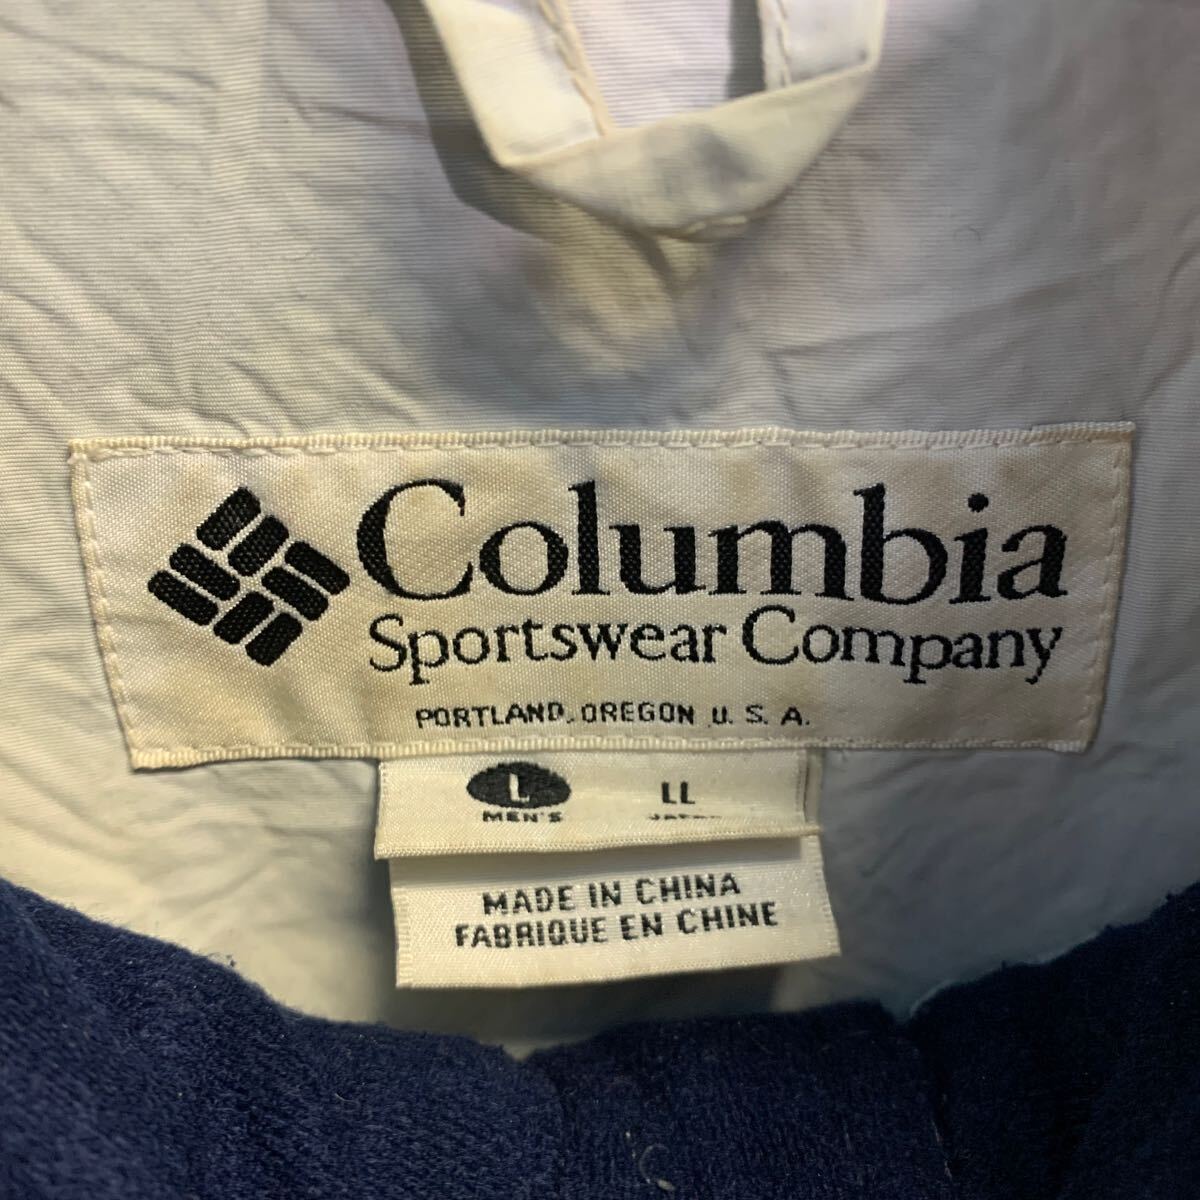 Columbia
Sportswear Company
PORTLAND, OREGON U.S.A.
L LL
MEN'S
MADE IN CHINA
FABRIQUE EN CHINE